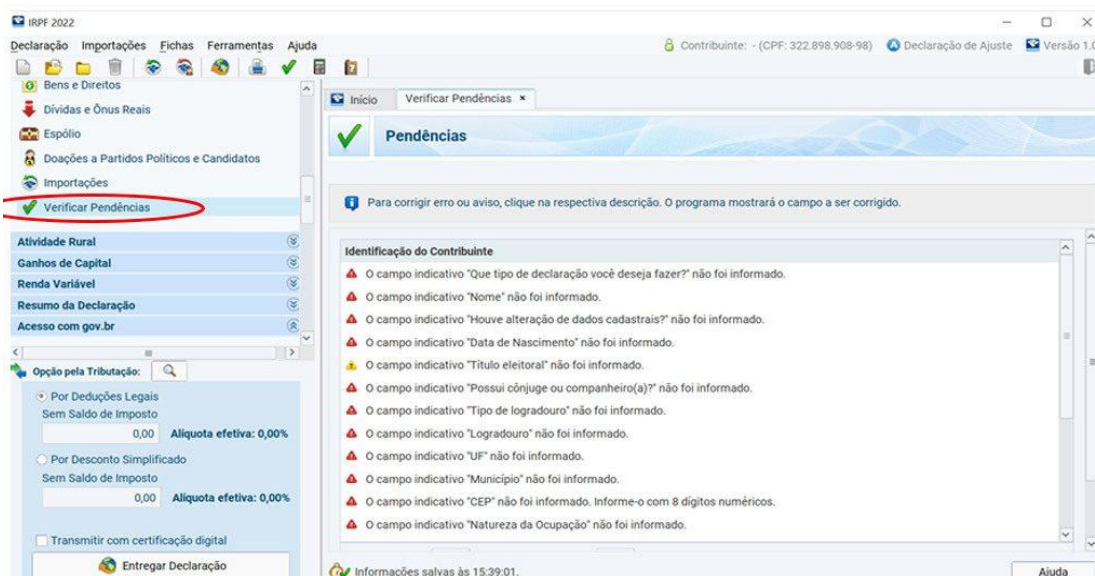 IRPF 2022
Declaração Importações Fichas Ferramentas Ajuda
Contribuinte: - (CPF: 322.898.908-98) Declaração de Ajuste Versão 1.0
Bens e Direitos
Dívidas e Ônus Reais
Espólio
Doações a Partidos Políticos e Candidatos
Importações
Verificar Pendências
Atividade Rural
Ganhos de Capital
Renda Variável
Resumo da Declaração
Acesso com gov.br
Opção pela Tributação:
Por Deduções Legais
Sem Saldo de Imposto
0,00 Alíquota efetiva: 0,00%
Por Desconto Simplificado
Sem Saldo de Imposto
0,00 Alíquota efetiva: 0,00%
Transmitir com certificação digital
Entregar Declaração
Início Verificar Pendências
Pendências
Para corrigir erro ou aviso, clique na respectiva descrição. O programa mostrará o campo a ser corrigido.
Identificação do Contribuinte
O campo indicativo "Que tipo de declaração você deseja fazer?" não foi informado.
O campo indicativo "Nome" não foi informado.
O campo indicativo "Houve alteração de dados cadastrais?" não foi informado.
O campo indicativo "Data de Nascimento" não foi informado.
O campo indicativo "Título eleitoral" não foi informado.
O campo indicativo "Possui cônjuge ou companheiro(a)?" não foi informado.
O campo indicativo "Tipo de logradouro" não foi informado.
O campo indicativo "Logradouro" não foi informado.
O campo indicativo "UF" não foi informado.
O campo indicativo "Município" não foi informado.
O campo indicativo "CEP" não foi informado. Informe-o com 8 dígitos numéricos.
O campo indicativo "Natureza da Ocupação" não foi informado.
Informações salvas às 15:39:01.
Ajuda